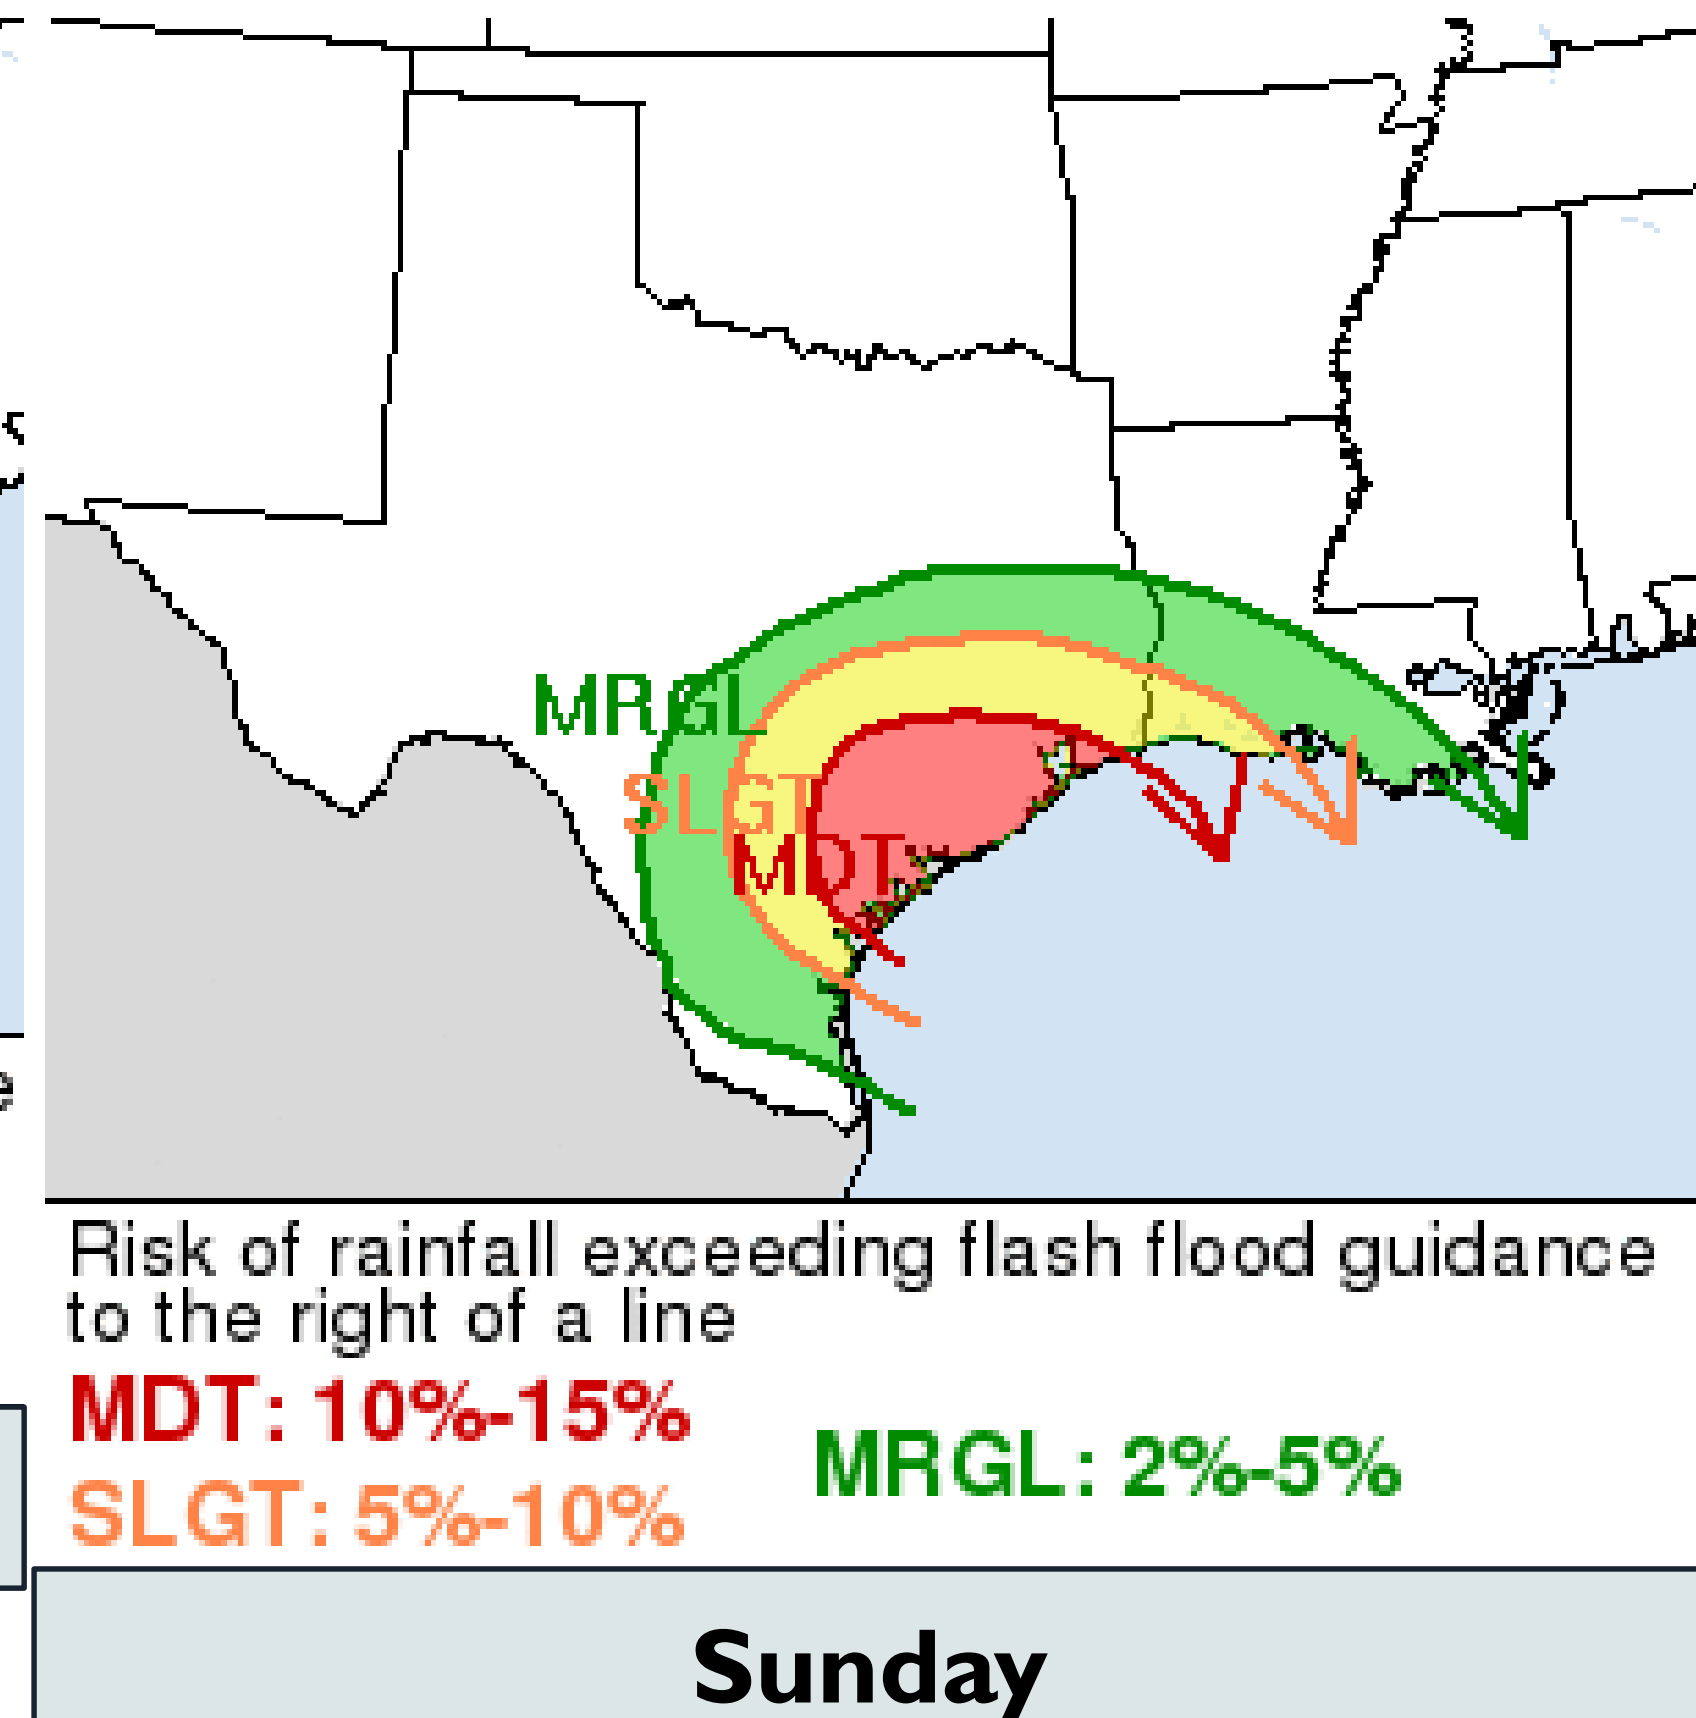 MRGL
SLGT
MDT
Risk of rainfall exceeding flash flood guidance
to the right of a line
MDT: 10%-15%
MRGL: 2%-5%
SLGT: 5%-10%
Sunday